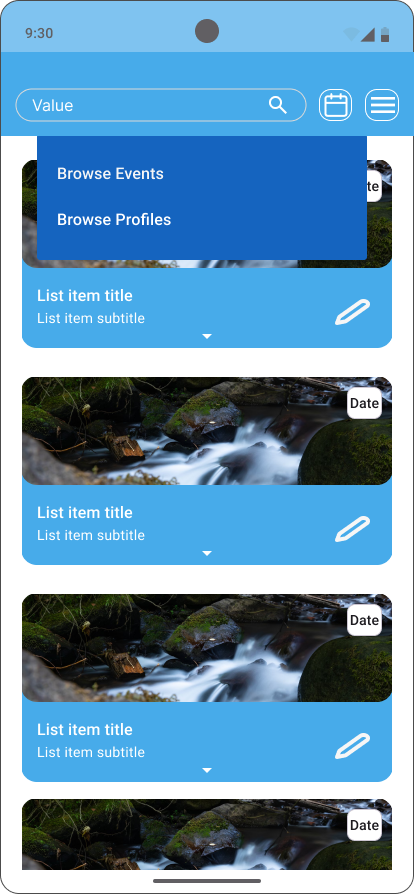 9:30
Value
Browse Events
Browse Profiles
te
List item title
List item subtitle
Date
List item title
List item subtitle
Date
List item title
List item subtitle
Date